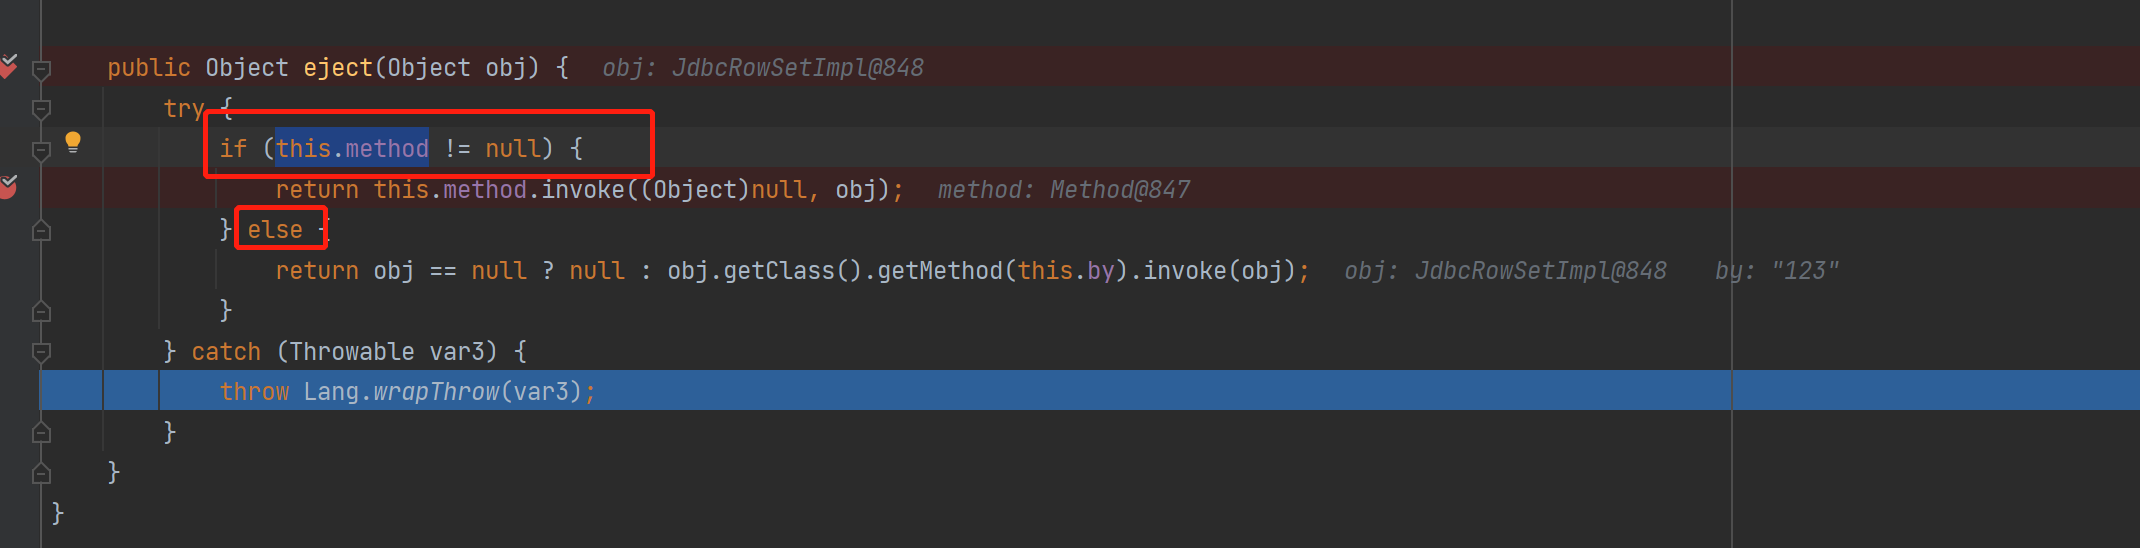 public Object eject(Object obj) {  obj: JdbcRowSetImpl@848
try {
if (this.method != null) {
return this.method.invoke((Object)null, obj);  method: Method@847
} else {
return obj == null ? null : obj.getClass().getMethod(this.by).invoke(obj);  obj: JdbcRowSetImpl@848  by: "123"
}
} catch (Throwable var3) {
throw Lang.wrapThrow(var3);
}
}
}